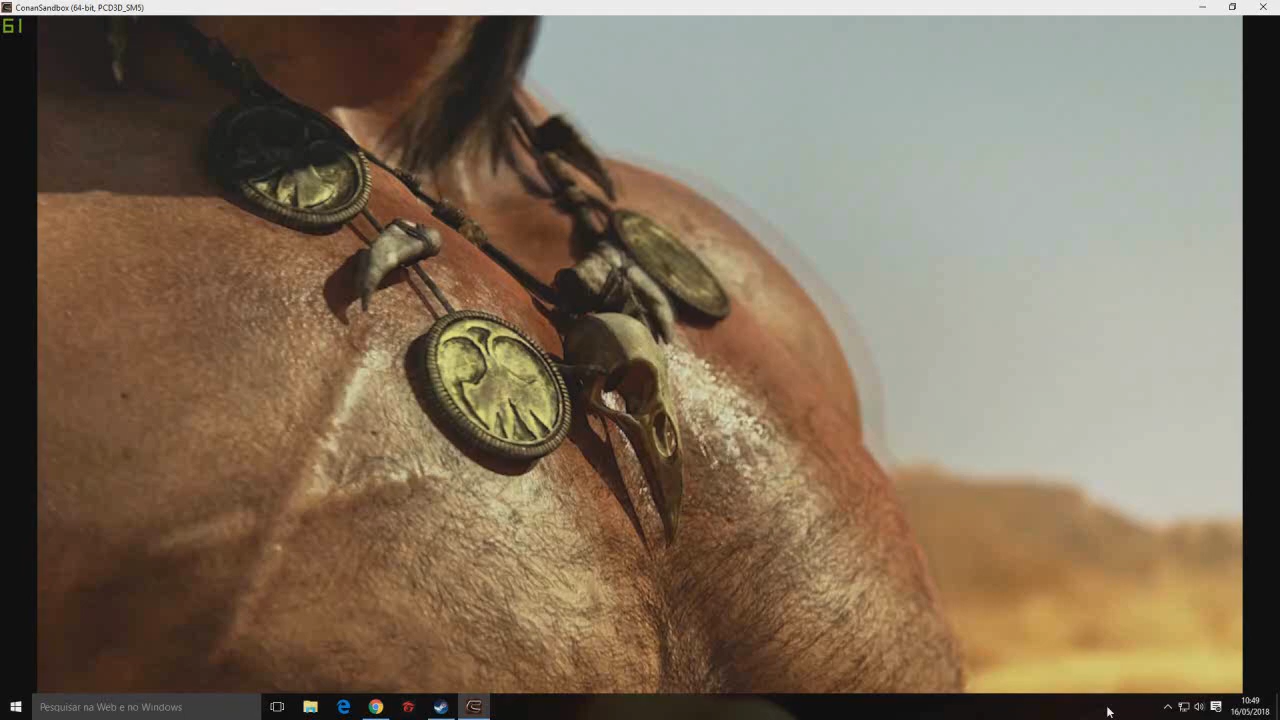 ConanSandbox (64-bit, PCD3D_SM5)
61
Pesquisar na Web e no Windows
10:49
16/05/2018